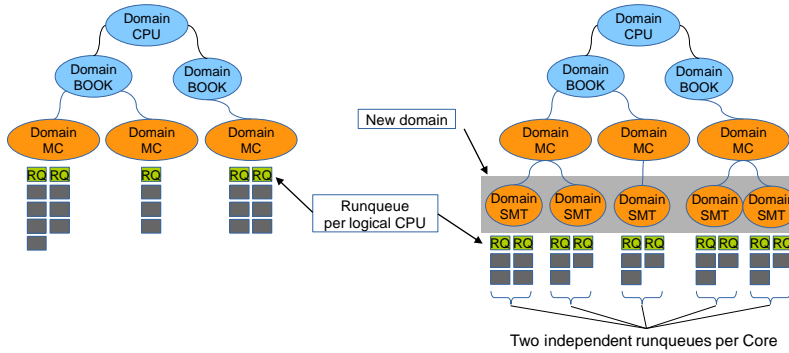 Domain
CPU
Domain
BOOK
Domain
BOOK
Domain
MC
Domain
MC
Domain
MC
RQ RQ
RQ
RQ RQ
Domain
CPU
Domain
BOOK
Domain
BOOK
New domain
Domain
MC
Domain
MC
Domain
MC
Domain
SMT
Domain
SMT
Domain
SMT
Domain
SMT
Domain
SMT
Runqueue
per logical CPU
RQ RQ
RQ RQ
RQ RQ
RQ RQ
RQ RQ
Two independent runqueues per Core